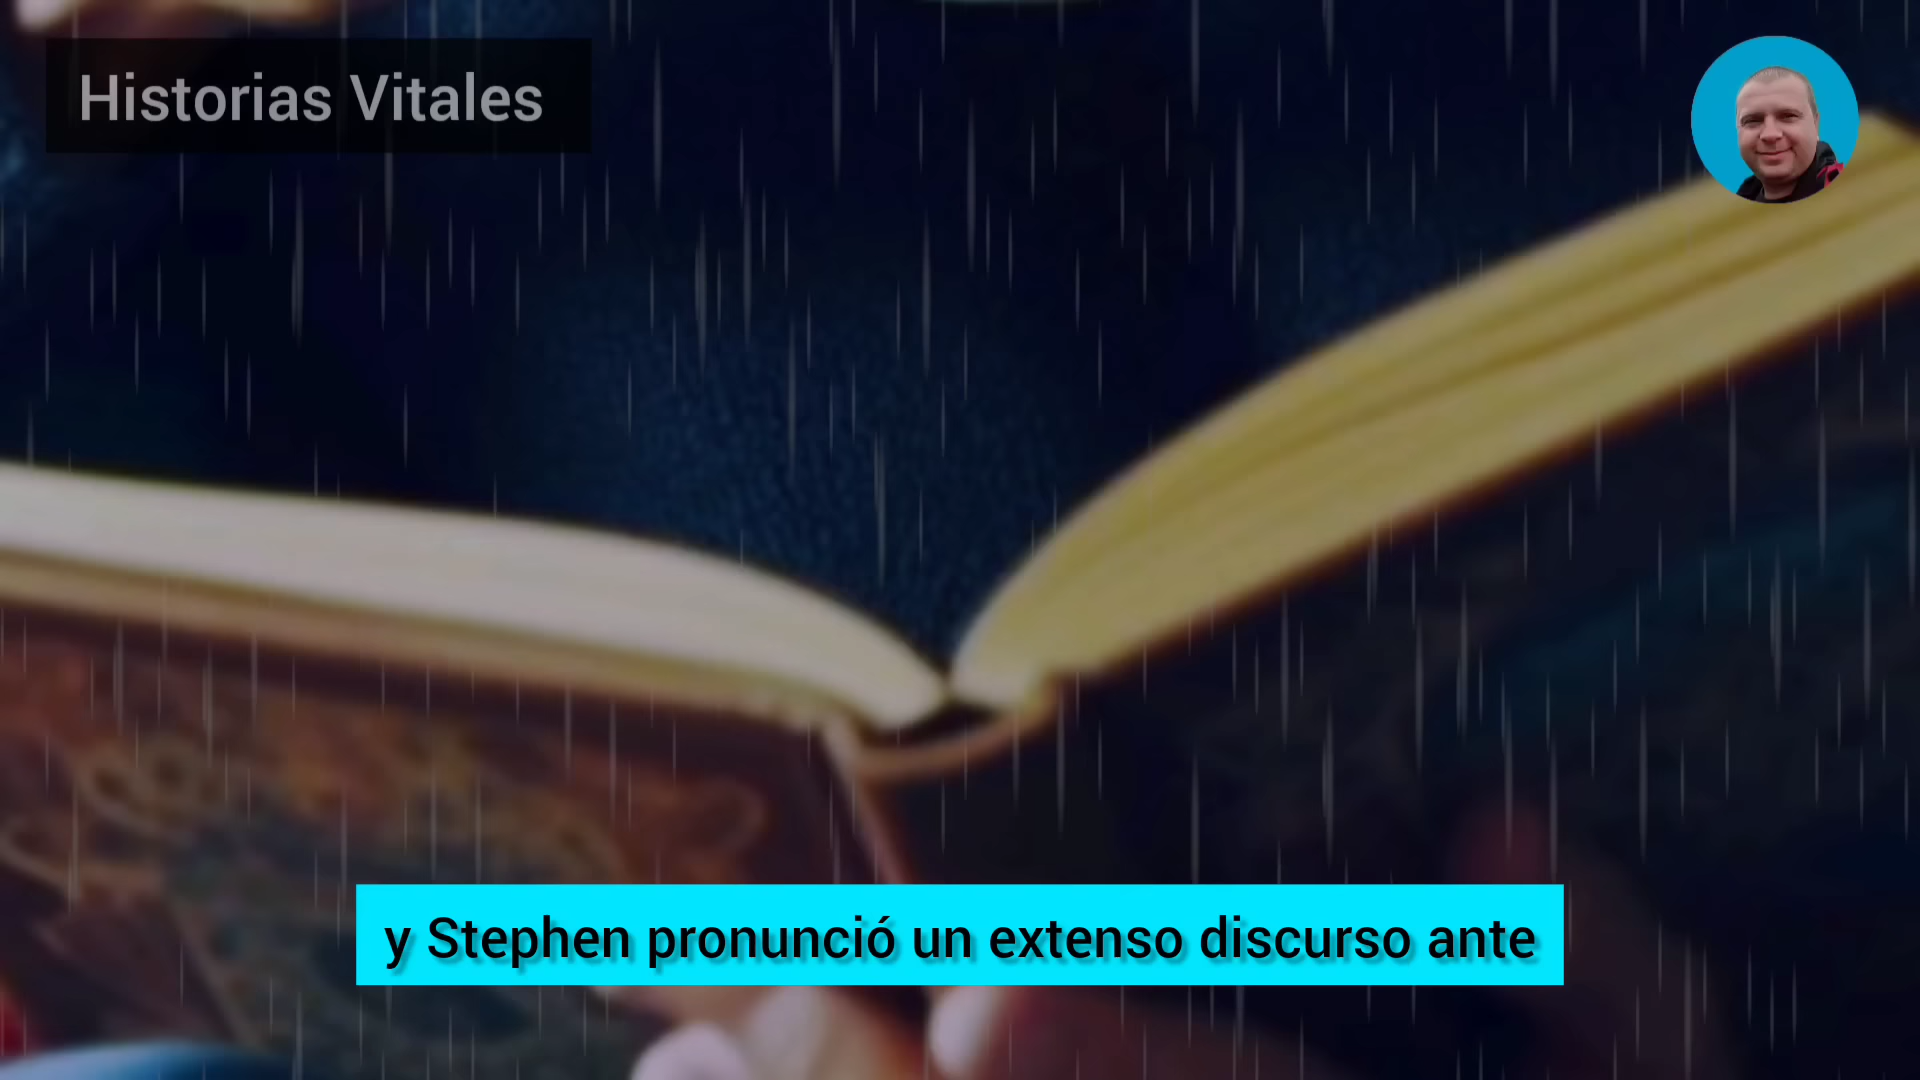 Historias Vitales
y Stephen pronunció un extenso discurso ante